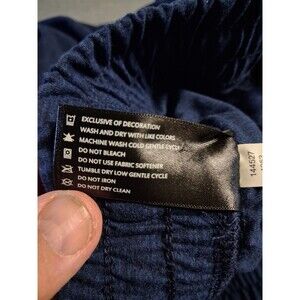 EXCLUSIVE OF DECORATION
WASH AND DRY WITH LIKE COLORS
MACHINE WASH COLD GENTLE CYCLE
DO NOT BLEACH
DO NOT USE FABRIC SOFTENER
TUMBLE DRY LOW GENTLE CYCLE
DO NOT IRON
DO NOT DRY CLEAN
144527